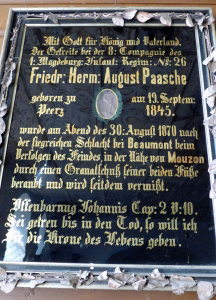 Mit Gott für König und Vaterland.
Der Gefreite bei der 8: Compagnie des
4: Magdeburg: Infant: Regim: No: 26
Friedr: Herm: August Paasche
geboren zu am 19. Septem:
Peetz 1845.
wurde am Abend des 30: August 1870 nach
der siegreichen Schlacht bei Beaumont beim
Verfolgen des Feindes, in der Nähe von Mouzon
durch einen Granatschuß seiner beiden Füße
beraubt und wird seitdem vermißt.
Offenbarung Johannis Cap: 2 V: 10.
Sei getreu bis in den Tod, so will ich
dir die Krone des Lebens geben.